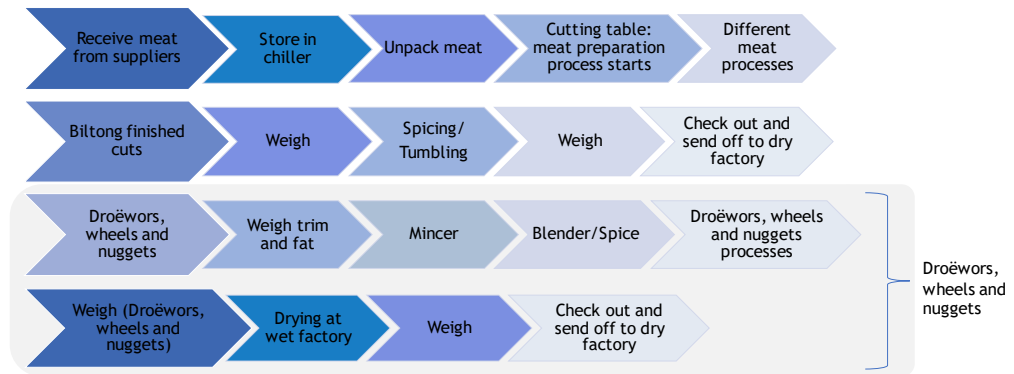 Receive meat
from suppliers
Store in
chiller
Unpack meat
Cutting table:
meat preparation
process starts
Different
meat
processes
Biltong finished
cuts
Weigh
Spicing/
Tumbling
Weigh
Check out and
send off to dry
factory
Droëwors,
wheels and
nuggets
Weigh trim
and fat
Mincer
Blender/Spice
Droëwors, wheels
and nuggets
processes
Weigh (Droëwors,
wheels and
nuggets)
Drying at
wet factory
Weigh
Check out and
send off to dry
factory
Droëwors,
wheels and
nuggets